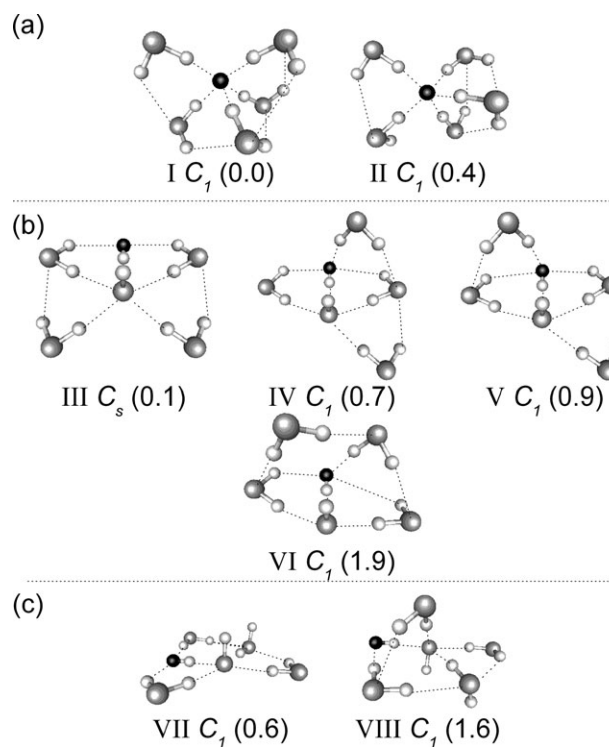 (a)
I C1 (0.0) II C1 (0.4)
(b)
III Cs (0.1) IV C1 (0.7) V C1 (0.9)
VI C1 (1.9)
(c)
VII C1 (0.6) VIII C1 (1.6)